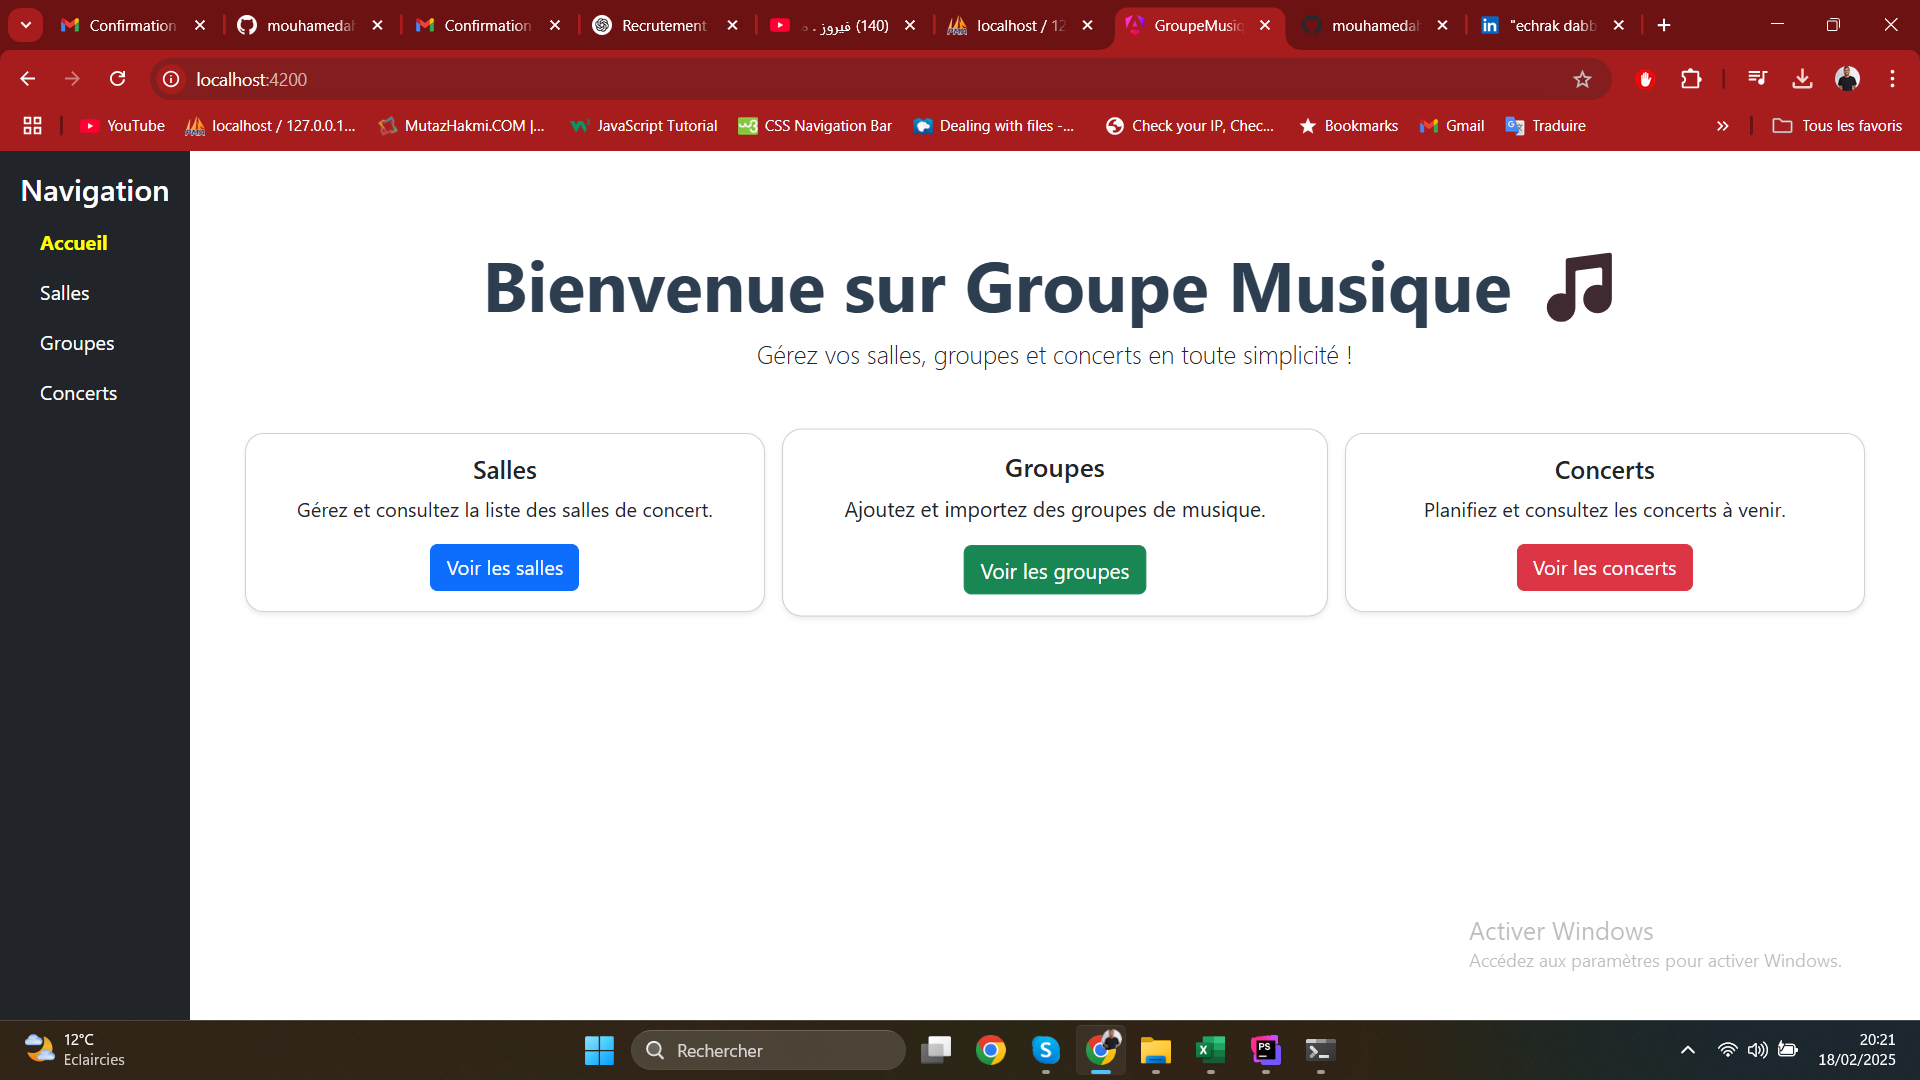 Confirmation
mouhamedah
Confirmation
Recrutement
(140) فيروز . ه
localhost / 12
GroupeMusiq
mouhamedah
"echrak dabb
localhost:4200
YouTube
localhost / 127.0.0.1...
MutazHakmi.COM |...
JavaScript Tutorial
CSS Navigation Bar
Dealing with files -...
Check your IP, Chec...
Bookmarks
Gmail
Traduire
Tous les favoris
Navigation
Accueil
Salles
Groupes
Concerts
Bienvenue sur Groupe Musique
Gérez vos salles, groupes et concerts en toute simplicité !
Salles
Gérez et consultez la liste des salles de concert.
Voir les salles
Groupes
Ajoutez et importez des groupes de musique.
Voir les groupes
Concerts
Planifiez et consultez les concerts à venir.
Voir les concerts
Activer Windows
Accédez aux paramètres pour activer Windows.
12°C
Eclaircies
Rechercher
20:21
18/02/2025